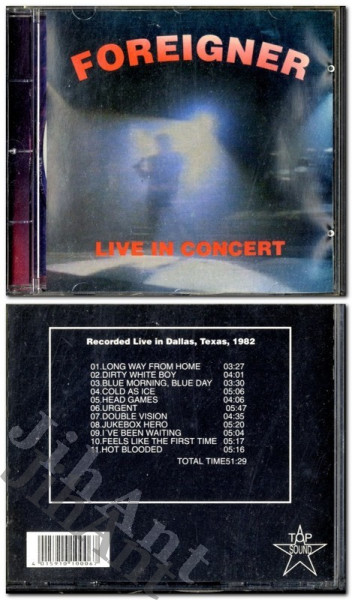 FOREIGNER
LIVE IN CONCERT
Recorded Live in Dallas, Texas, 1982
01.LONG WAY FROM HOME 03:27
02.DIRTY WHITE BOY 04:01
03.BLUE MORNING, BLUE DAY 03:30
04.COLD AS ICE 05:06
05.HEAD GAMES 04:06
06.URGENT 05:47
07.DOUBLE VISION 04:35
08.JUKEBOX HERO 05:20
09.I´VE BEEN WAITING 05:04
10.FEELS LIKE THE FIRST TIME 05:17
11.HOT BLOODED 05:16
TOTAL TIME51:29
TOP
SOUND
JihAnt
JihAnt